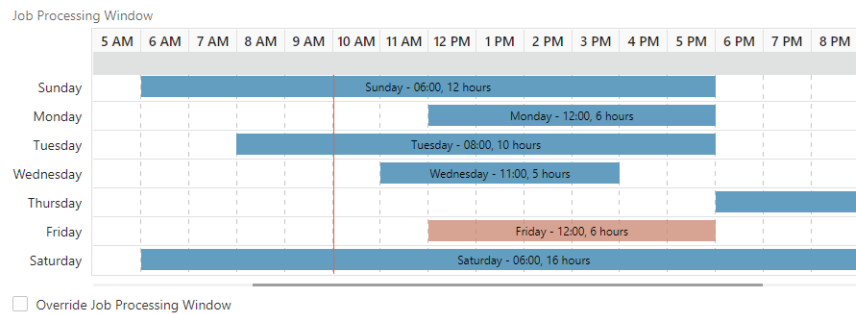 Job Processing Window
5 AM 6 AM 7 AM 8 AM 9 AM 10 AM 11 AM 12 PM 1 PM 2 PM 3 PM 4 PM 5 PM 6 PM 7 PM 8 PM
Sunday Sunday - 06:00, 12 hours
Monday Monday - 12:00, 6 hours
Tuesday Tuesday - 08:00, 10 hours
Wednesday Wednesday - 11:00, 5 hours
Thursday
Friday Friday - 12:00, 6 hours
Saturday Saturday - 06:00, 16 hours
Override Job Processing Window